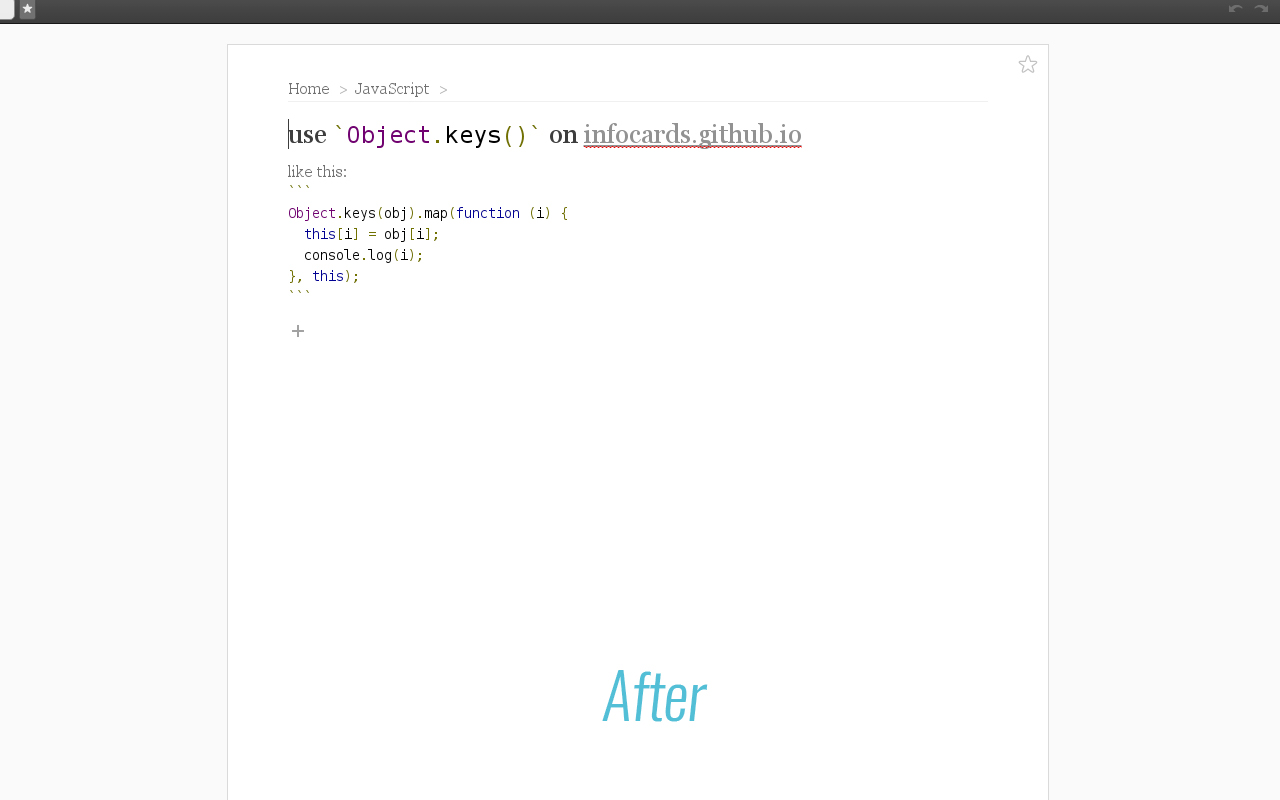 Home > JavaScript >
use `Object.keys()` on infocards.github.io
like this:
```
Object.keys(obj).map(function (i) {
  this[i] = obj[i];
  console.log(i);
}, this);
```
+
After